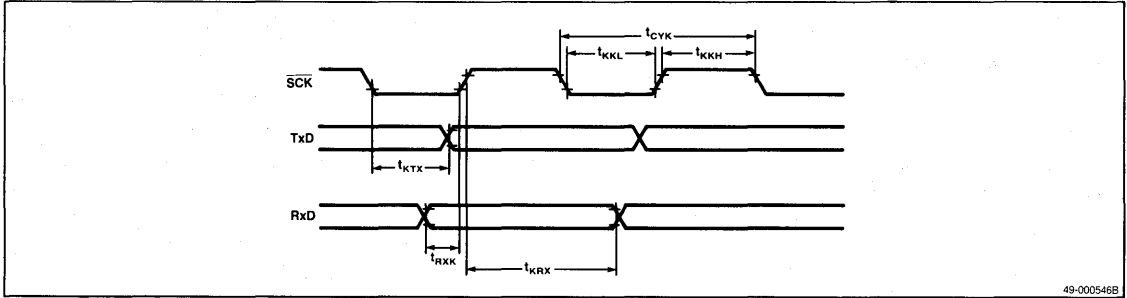 tCYK
tKKL tKKH
SCK
TxD
tKTX
RxD
tRXK
tKRX
49-000546B